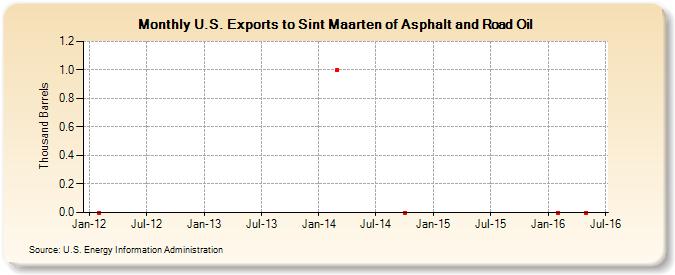 Monthly U.S. Exports to Sint Maarten of Asphalt and Road Oil
Thousand Barrels
1.2
1.0
0.8
0.6
0.4
0.2
0.0
Jan-12 Jul-12 Jan-13 Jul-13 Jan-14 Jul-14 Jan-15 Jul-15 Jan-16 Jul-16
Source: U.S. Energy Information Administration